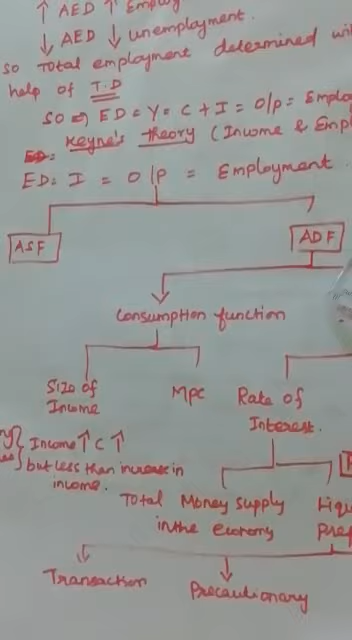 ↑ AED ↑ Employ
↓ AED ↓ unemployment.
so Total employment determined wi
help of T.D
SO ⇒ ED = Y = C + I = O/P = Emplo
Keyne's theory (Income & Emp
ED = I = O/P = Employment.
ASF
ADF
Consumption function
Size of
Income
MPC
Rate of
Interest.
Income ↑ C ↑
but less than increase in
income.
Total Money Supply
in the economy
Liqu
Pref
Transaction
Precautionary